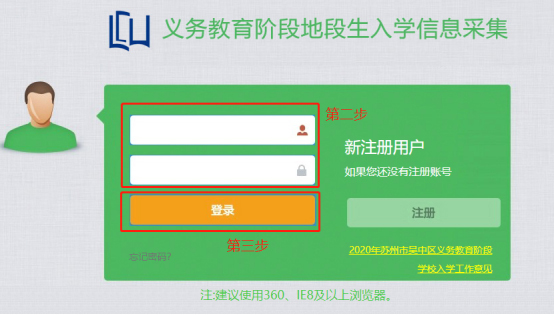 义务教育阶段地段生入学信息采集
第二步
新注册用户
如果您还没有注册账号
登录
注册
第三步
忘记密码？
2020年苏州市吴中区义务教育阶段
学校入学工作意见
注:建议使用360、IE8及以上浏览器。